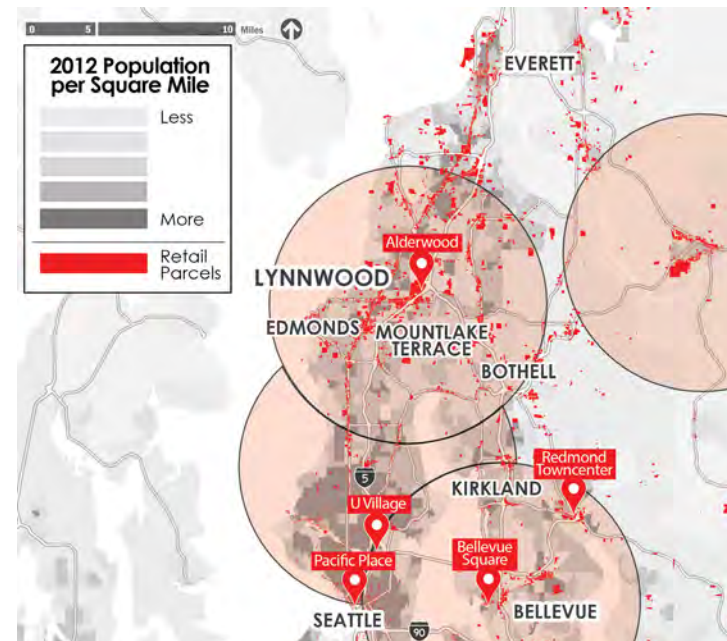 0 5 10 Miles
2012 Population
per Square Mile
Less
More
Retail
Parcels
EVERETT
Alderwood
LYNNWOOD
EDMONDS
MOUNTLAKE
TERRACE
BOTHELL
Redmond
Towncenter
5
KIRKLAND
U Village
Pacific Place
Bellevue
Square
SEATTLE
BELLEVUE
90